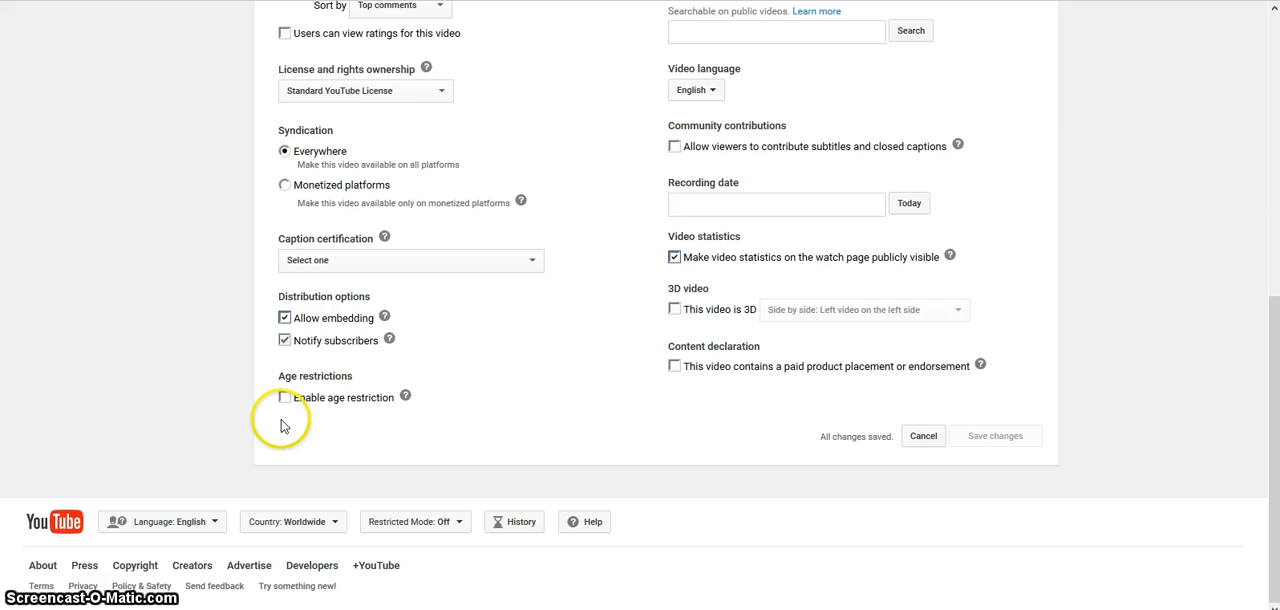 Sort by Top comments
Users can view ratings for this video
License and rights ownership ?
Standard YouTube License
Syndication
Everywhere
Make this video available on all platforms
Monetized platforms
Make this video available only on monetized platforms ?
Caption certification ?
Select one
Distribution options
Allow embedding ?
Notify subscribers ?
Age restrictions
Enable age restriction ?
Searchable on public videos. Learn more
Search
Video language
English
Community contributions
Allow viewers to contribute subtitles and closed captions ?
Recording date
Today
Video statistics
Make video statistics on the watch page publicly visible ?
3D video
This video is 3D Side by side: Left video on the left side
Content declaration
This video contains a paid product placement or endorsement ?
All changes saved. Cancel Save changes
YouTube Language: English Country: Worldwide Restricted Mode: Off History ? Help
About Press Copyright Creators Advertise Developers +YouTube
Terms Privacy Policy & Safety Send feedback Try something new!
Screencast-O-Matic.com